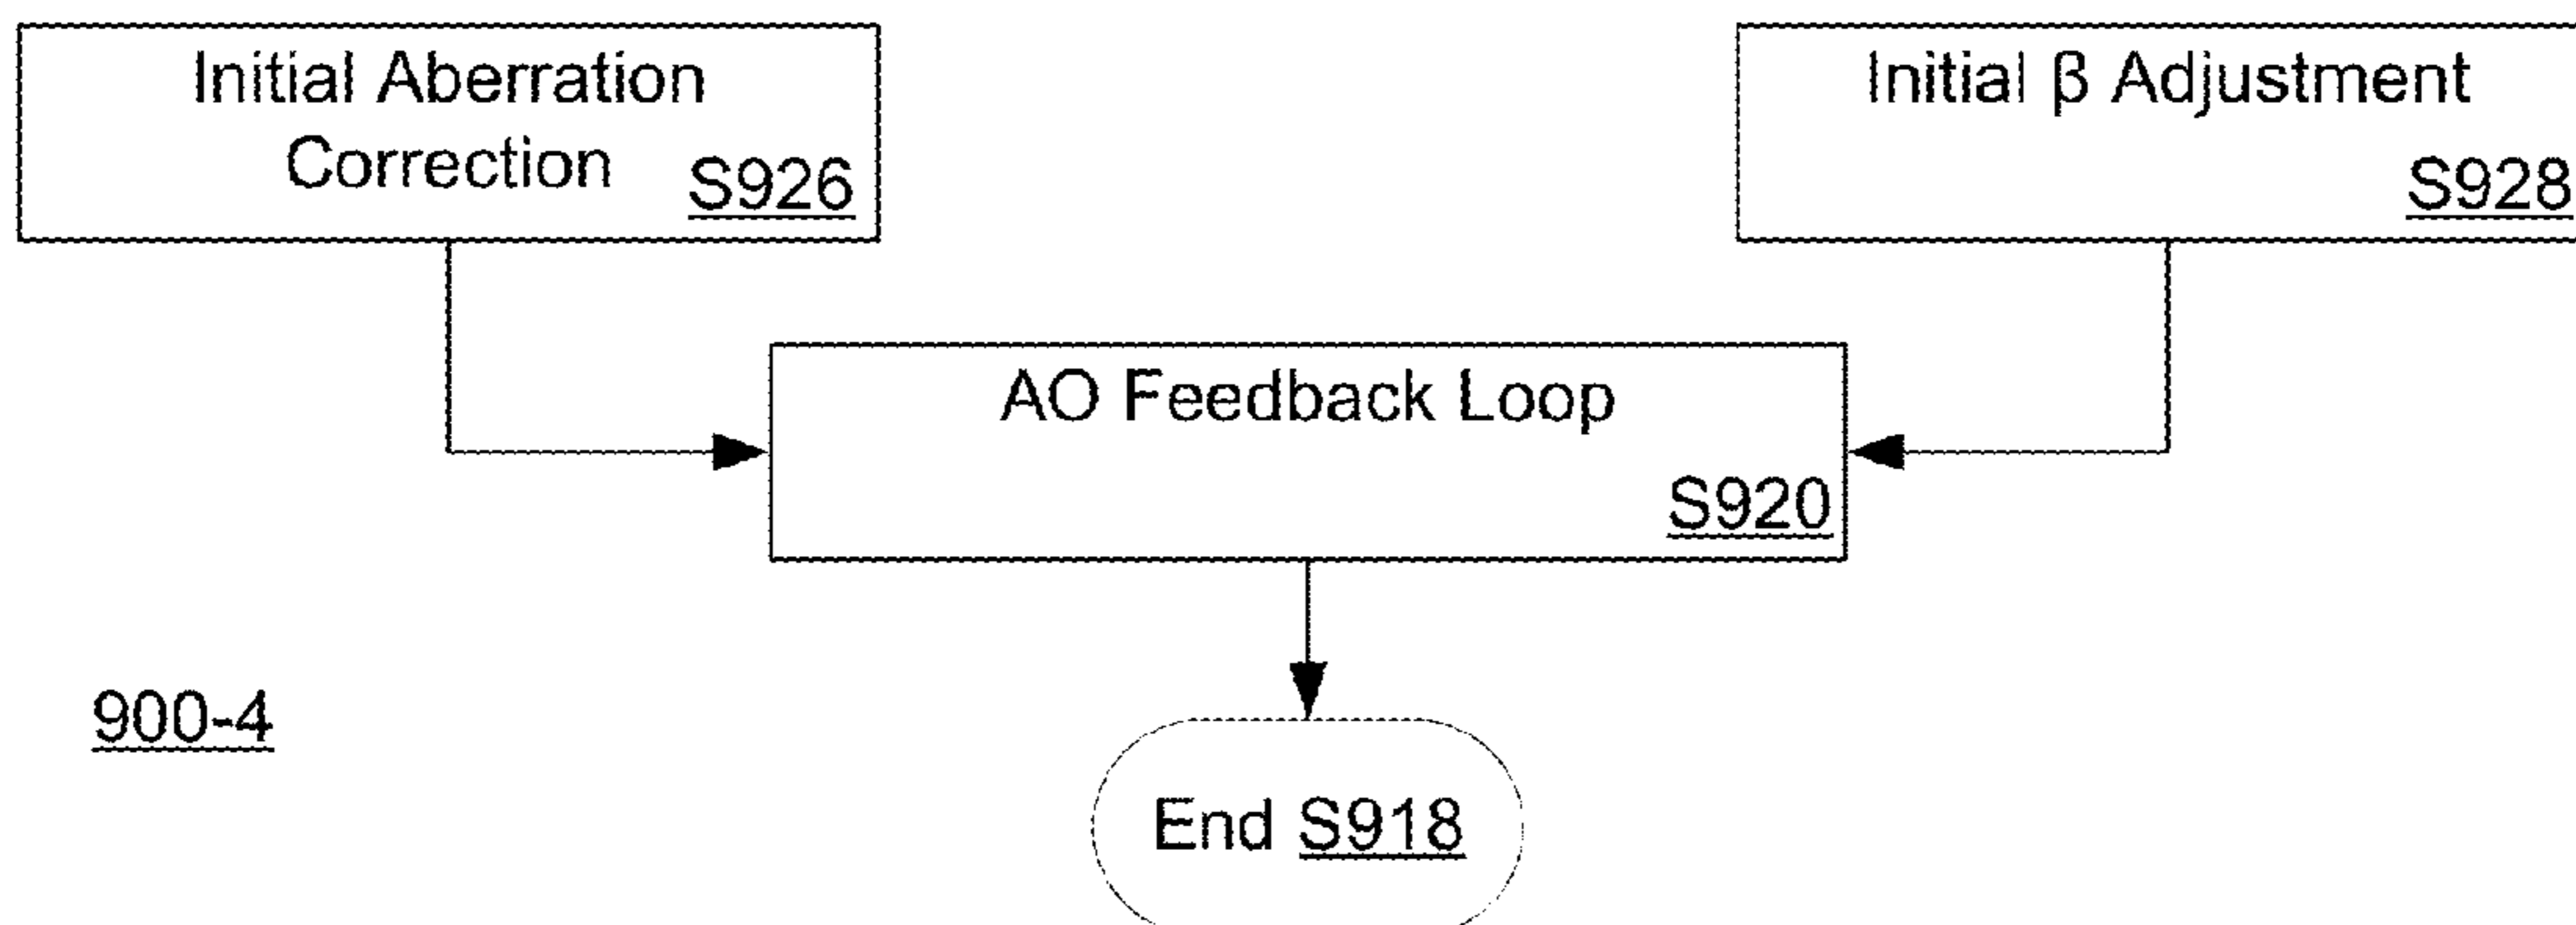 Initial Aberration
Correction S926
Initial β Adjustment
S928
AO Feedback Loop
S920
900-4
End S918